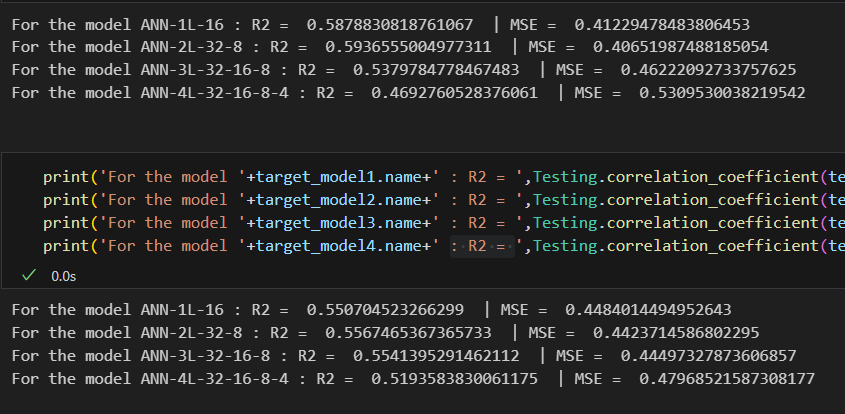 For the model ANN-1L-16 : R2 =  0.5878830818761067  | MSE =  0.41229478483806453
For the model ANN-2L-32-8 : R2 =  0.5936555004977311  | MSE =  0.40651987488185054
For the model ANN-3L-32-16-8 : R2 =  0.5379784778467483  | MSE =  0.46222092733757625
For the model ANN-4L-32-16-8-4 : R2 =  0.4692760528376061  | MSE =  0.5309530038219542
print('For the model '+target_model1.name+' : R2 = ',Testing.correlation_coefficient(te
print('For the model '+target_model2.name+' : R2 = ',Testing.correlation_coefficient(te
print('For the model '+target_model3.name+' : R2 = ',Testing.correlation_coefficient(te
print('For the model '+target_model4.name+' : R2 = ',Testing.correlation_coefficient(te
✓ 0.0s
For the model ANN-1L-16 : R2 =  0.550704523266299  | MSE =  0.4484014494952643
For the model ANN-2L-32-8 : R2 =  0.5567465367365733  | MSE =  0.4423714586802295
For the model ANN-3L-32-16-8 : R2 =  0.5541395291462112  | MSE =  0.44497327873606857
For the model ANN-4L-32-16-8-4 : R2 =  0.5193583830061175  | MSE =  0.47968521587308177